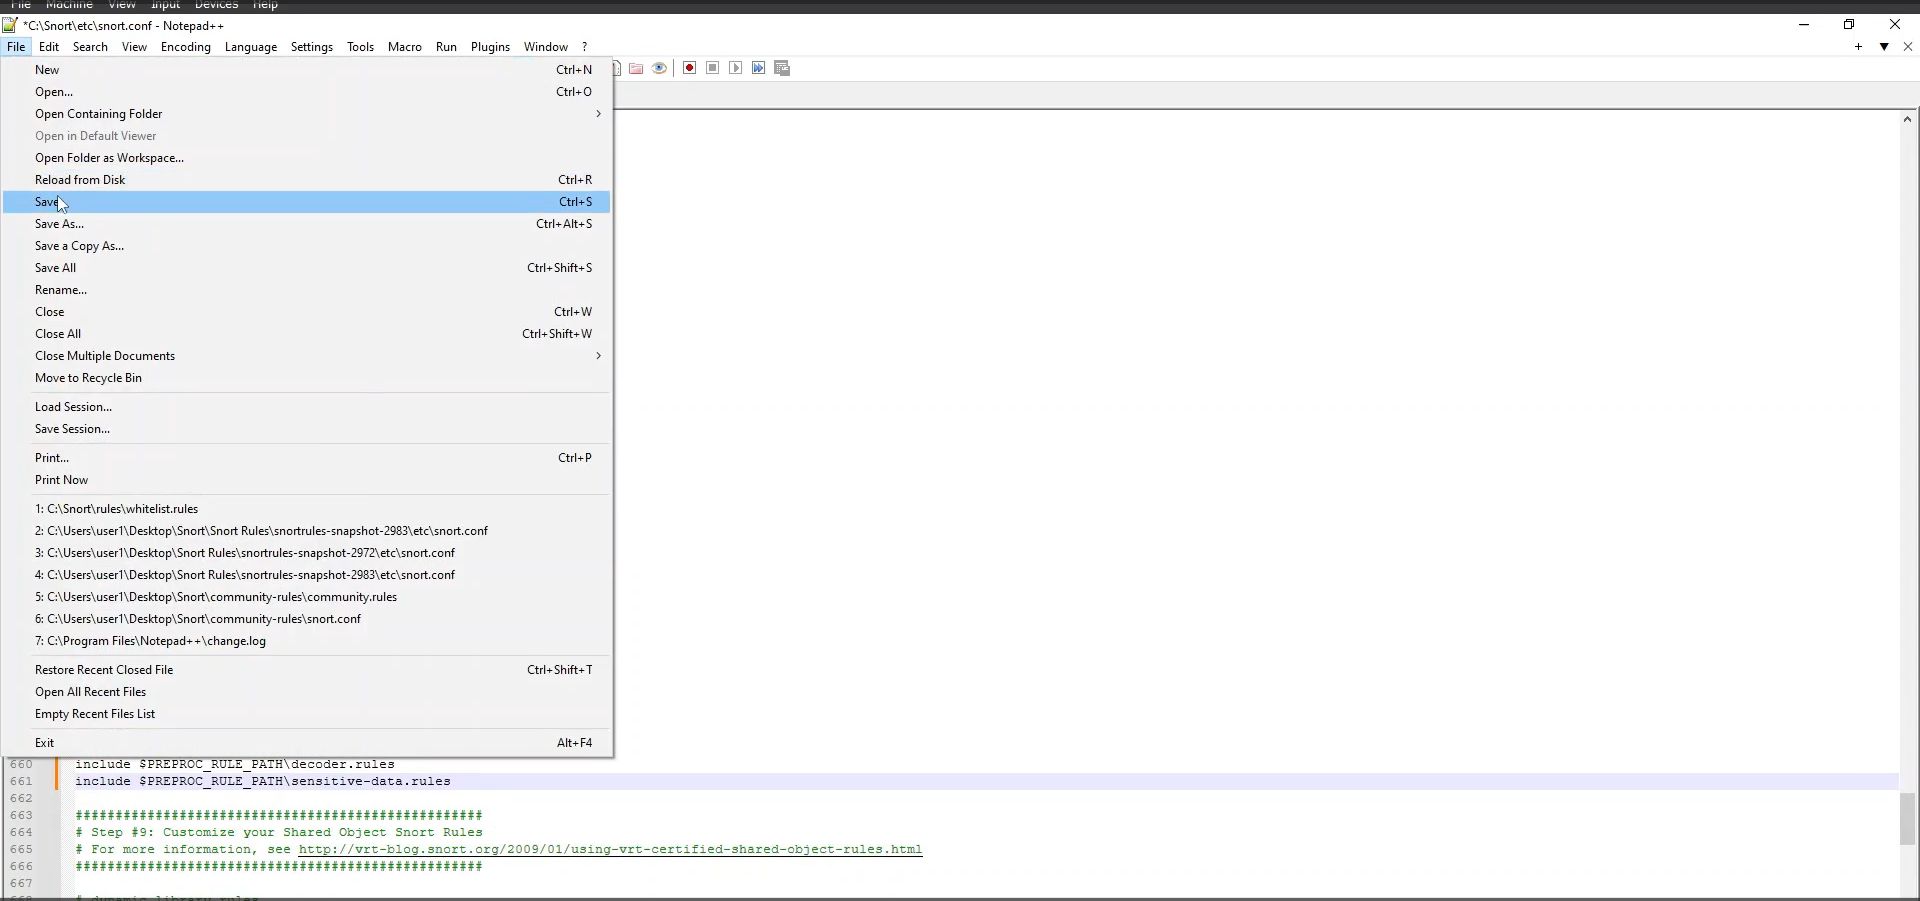 File Machine View Input Devices Help
*C:\Snort\etc\snort.conf - Notepad++
File Edit Search View Encoding Language Settings Tools Macro Run Plugins Window ?
New Ctrl+N
Open... Ctrl+O
Open Containing Folder
Open in Default Viewer
Open Folder as Workspace...
Reload from Disk Ctrl+R
Save Ctrl+S
Save As... Ctrl+Alt+S
Save a Copy As...
Save All Ctrl+Shift+S
Rename...
Close Ctrl+W
Close All Ctrl+Shift+W
Close Multiple Documents
Move to Recycle Bin
Load Session...
Save Session...
Print... Ctrl+P
Print Now
1: C:\Snort\rules\whitelist.rules
2: C:\Users\user1\Desktop\Snort\Snort Rules\snortrules-snapshot-2983\etc\snort.conf
3: C:\Users\user1\Desktop\Snort Rules\snortrules-snapshot-2972\etc\snort.conf
4: C:\Users\user1\Desktop\Snort Rules\snortrules-snapshot-2983\etc\snort.conf
5: C:\Users\user1\Desktop\Snort\community-rules\community.rules
6: C:\Users\user1\Desktop\Snort\community-rules\snort.conf
7: C:\Program Files\Notepad++\change.log
Restore Recent Closed File Ctrl+Shift+T
Open All Recent Files
Empty Recent Files List
Exit Alt+F4
660 include $PREPROC_RULE_PATH\decoder.rules
661 include $PREPROC_RULE_PATH\sensitive-data.rules
662
663 ###################################################
664 # Step #9: Customize your Shared Object Snort Rules
665 # For more information, see http://vrt-blog.snort.org/2009/01/using-vrt-certified-shared-object-rules.html
666 ###################################################
667
668 # dynamic library rules